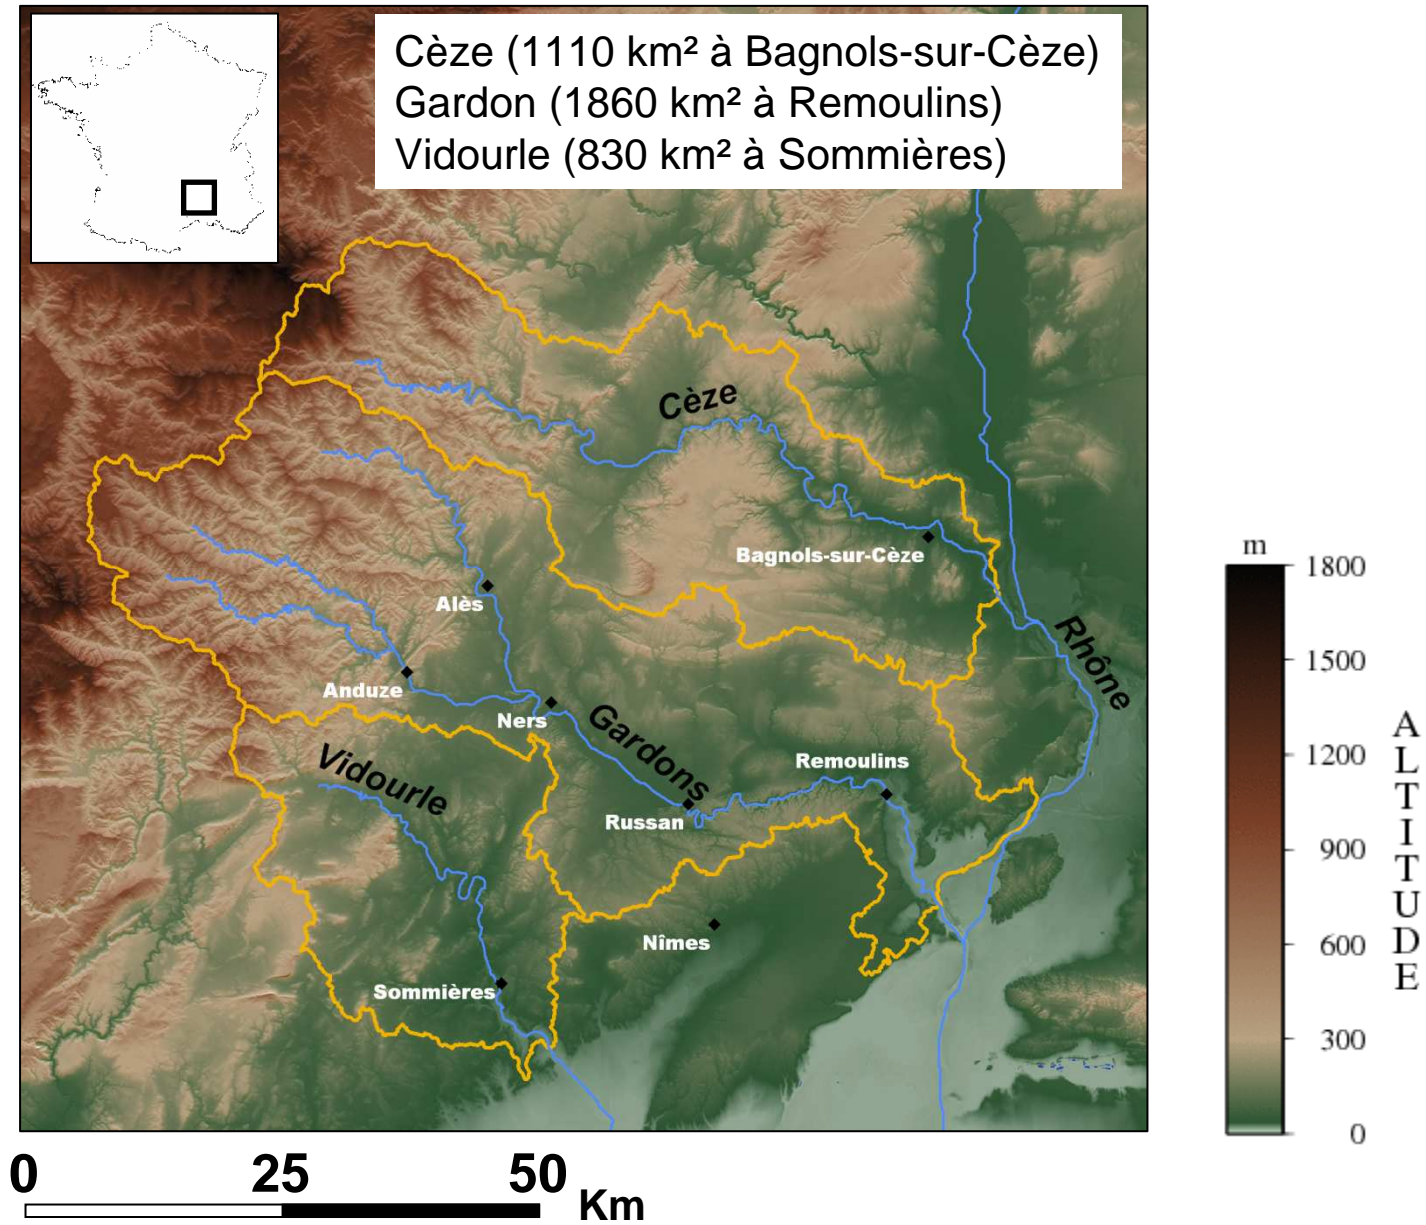 Cèze (1110 km² à Bagnols-sur-Cèze)
Gardon (1860 km² à Remoulins)
Vidourle (830 km² à Sommières)
Cèze
Bagnols-sur-Cèze
Alès
Rhône
Anduze
Ners
Gardons
Vidourle
Remoulins
Russan
Nîmes
Sommières
m
1800
1500
1200
900
600
300
0
ALTITUDE
0 25 50 Km